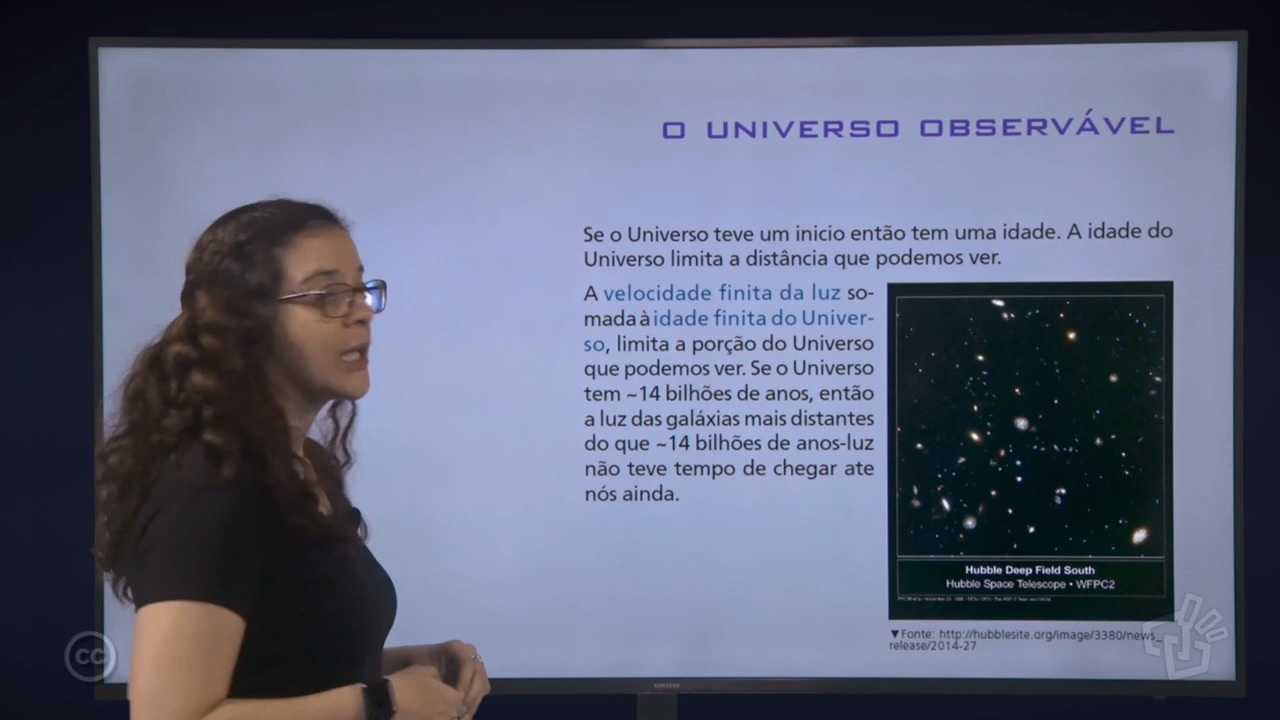 O UNIVERSO OBSERVÁVEL
Se o Universo teve um inicio então tem uma idade. A idade do
Universo limita a distância que podemos ver.
A velocidade finita da luz so-
mada à idade finita do Univer-
so, limita a porção do Universo
que podemos ver. Se o Universo
tem ~14 bilhões de anos, então
a luz das galáxias mais distantes
do que ~14 bilhões de anos-luz
não teve tempo de chegar ate
nós ainda.
Hubble Deep Field South
Hubble Space Telescope • WFPC2
▼Fonte: http://hubblesite.org/image/3380/news_
release/2014-27
cc
SAMSUNG